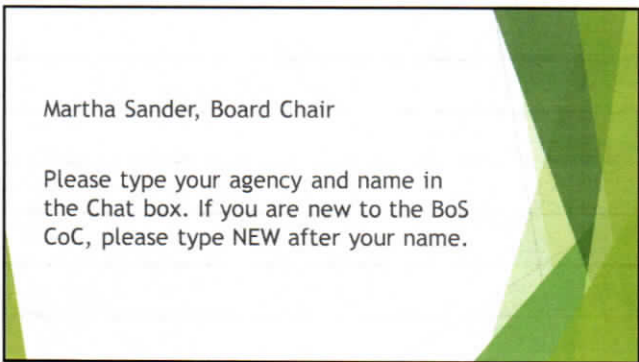 Martha Sander, Board Chair
Please type your agency and name in
the Chat box. If you are new to the BoS
CoC, please type NEW after your name.